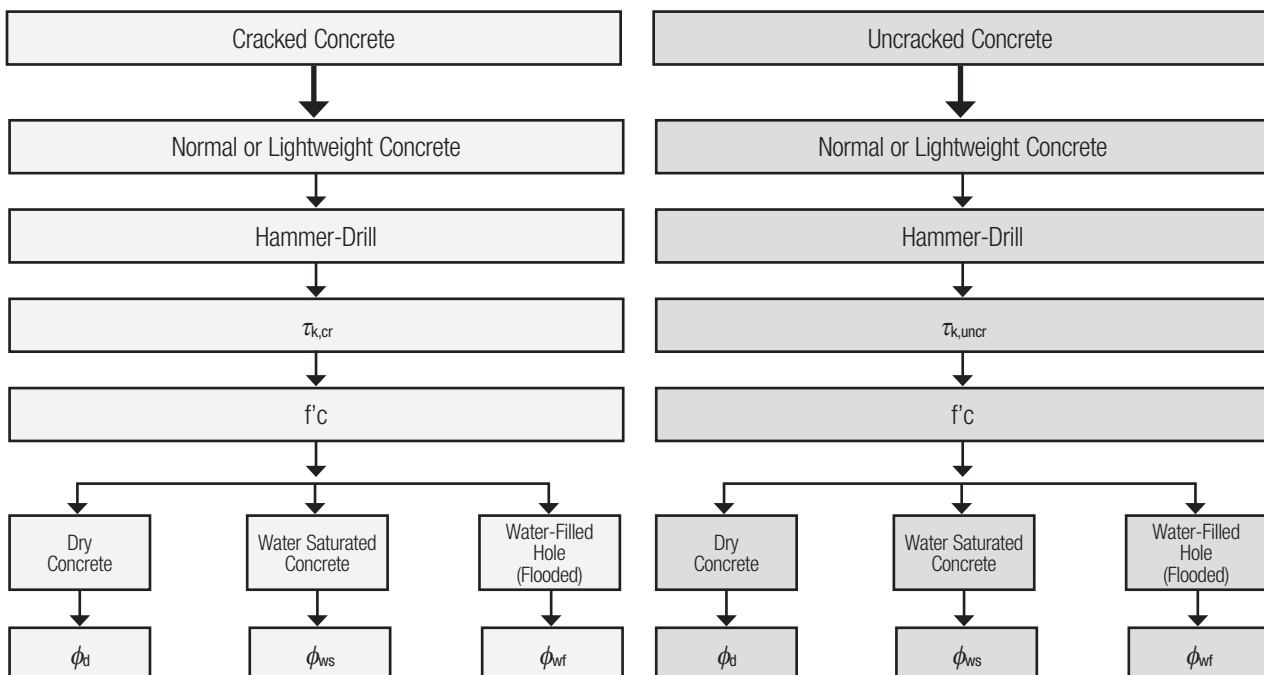 Cracked Concrete
Normal or Lightweight Concrete
Hammer-Drill
τk,cr
f’c
Dry
Concrete
Water Saturated
Concrete
Water-Filled
Hole
(Flooded)
ϕd
ϕws
ϕwf
Uncracked Concrete
Normal or Lightweight Concrete
Hammer-Drill
τk,uncr
f’c
Dry
Concrete
Water Saturated
Concrete
Water-Filled
Hole
(Flooded)
ϕd
ϕws
ϕwf